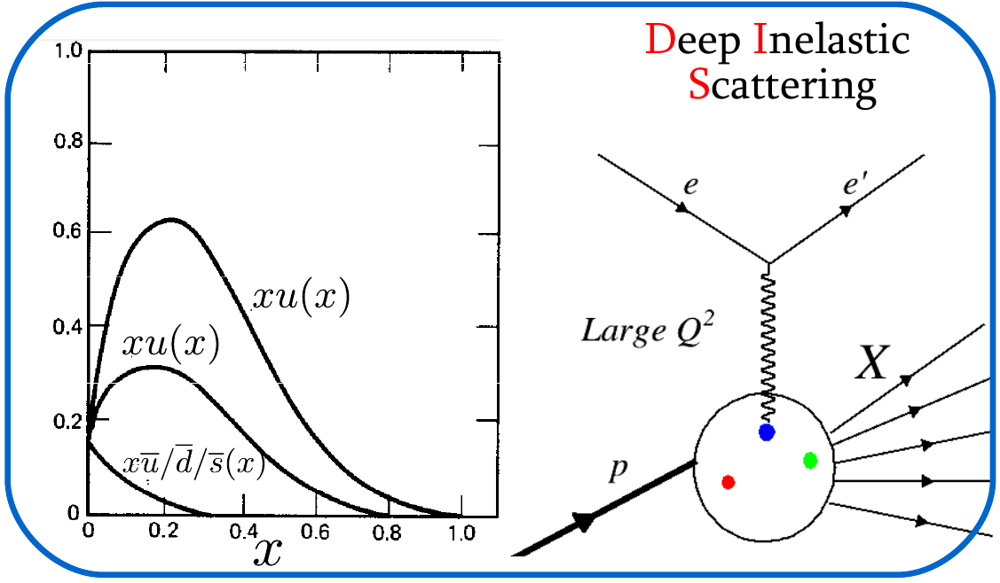 Deep Inelastic
Scattering
1.0
0.8
0.6
0.4
0.2
0
xu(x)
xu(x)
xu̅/d̅/s̅(x)
0
0.2
0.4
0.6
0.8
1.0
x
e
e′
Large Q²
X
p